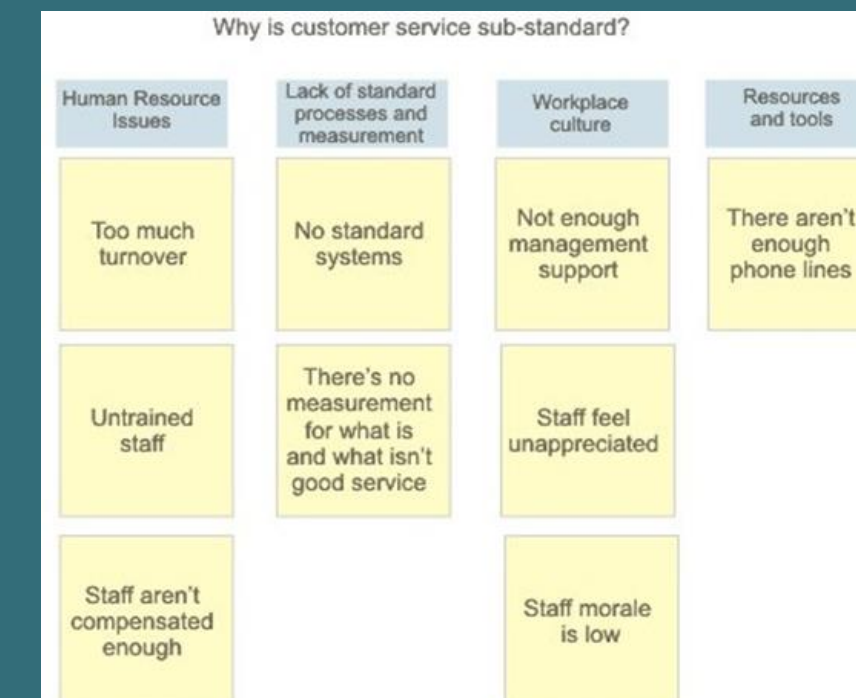 Why is customer service sub-standard?
Human Resource
Issues
Too much
turnover
Untrained
staff
Staff aren't
compensated
enough
Lack of standard
processes and
measurement
No standard
systems
There's no
measurement
for what is
and what isn't
good service
Workplace
culture
Not enough
management
support
Staff feel
unappreciated
Staff morale
is low
Resources
and tools
There aren't
enough
phone lines